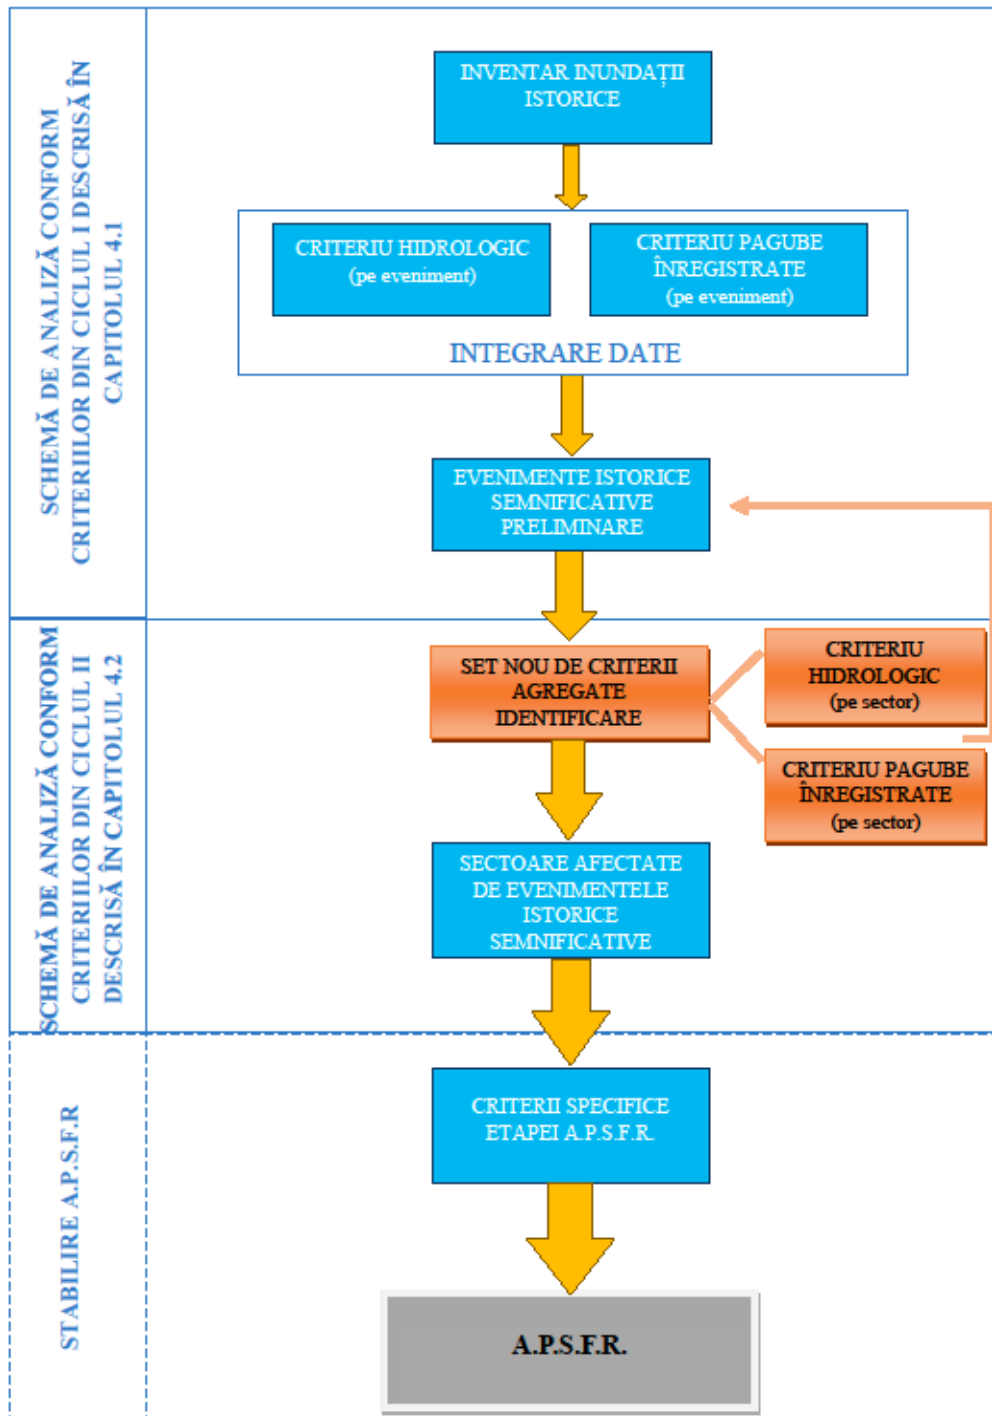 SCHEMĂ DE ANALIZĂ CONFORM
CRITERIILOR DIN CICLUL I DESCRISĂ ÎN
CAPITOLUL 4.1
INVENTAR INUNDAȚII
ISTORICE
CRITERIU HIDROLOGIC
(pe eveniment)
CRITERIU PAGUBE
ÎNREGISTRATE
(pe eveniment)
INTEGRARE DATE
EVENIMENTE ISTORICE
SEMNIFICATIVE
PRELIMINARE
SCHEMĂ DE ANALIZĂ CONFORM
CRITERIILOR DIN CICLUL II
DESCRISĂ ÎN CAPITOLUL 4.2
SET NOU DE CRITERII
AGREGATE
IDENTIFICARE
CRITERIU
HIDROLOGIC
(pe sector)
CRITERIU PAGUBE
ÎNREGISTRATE
(pe sector)
SECTOARE AFECTATE
DE EVENIMENTELE
ISTORICE
SEMNIFICATIVE
STABILIRE A.P.S.F.R
CRITERII SPECIFICE
ETAPEI A.P.S.F.R.
A.P.S.F.R.